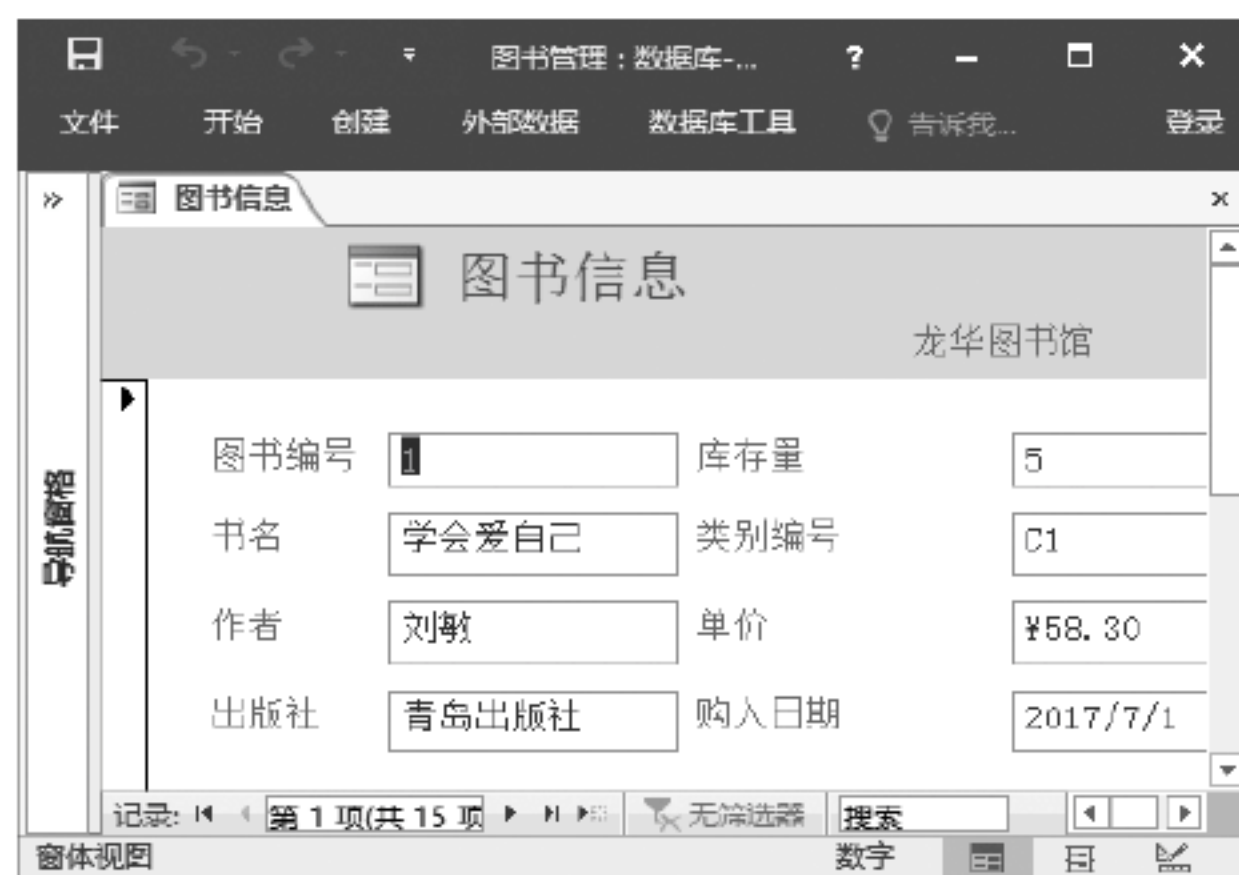 图书管理：数据库-... ?
文件 开始 创建 外部数据 数据库工具 告诉我... 登录
» 图书信息
图书信息
龙华图书馆
图书编号 1 库存量 5
书名 学会爱自己 类别编号 C1
作者 刘敏 单价 ¥58.30
出版社 青岛出版社 购入日期 2017/7/1
导航窗格
记录: 第 1 项(共 15 项 无筛选器 搜索
窗体视图 数字